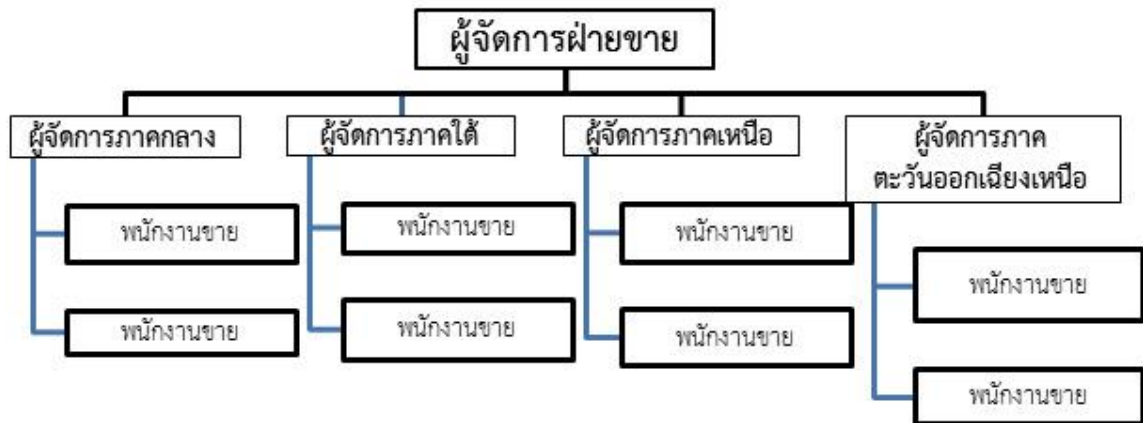 ผู้จัดการฝ่ายขาย
ผู้จัดการภาคกลาง
ผู้จัดการภาคใต้
ผู้จัดการภาคเหนือ
ผู้จัดการภาค
ตะวันออกเฉียงเหนือ
พนักงานขาย
พนักงานขาย
พนักงานขาย
พนักงานขาย
พนักงานขาย
พนักงานขาย
พนักงานขาย
พนักงานขาย